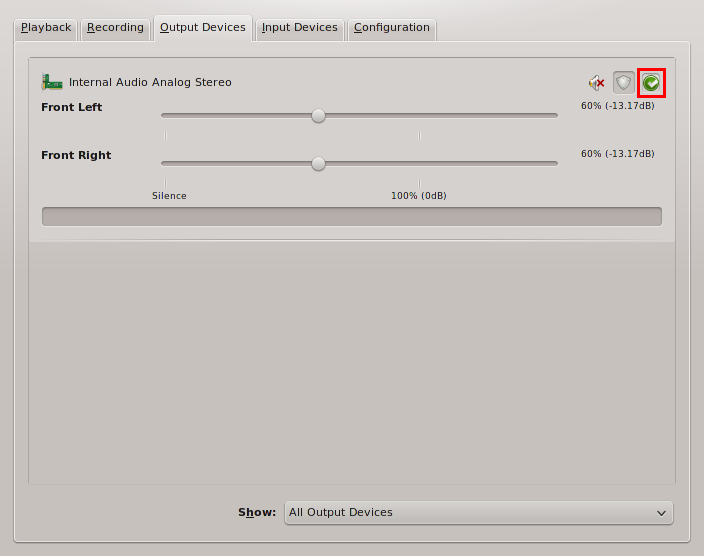 Playback Recording Output Devices Input Devices Configuration
Internal Audio Analog Stereo
Front Left 60% (-13.17dB)
Front Right 60% (-13.17dB)
Silence 100% (0dB)
Show: All Output Devices